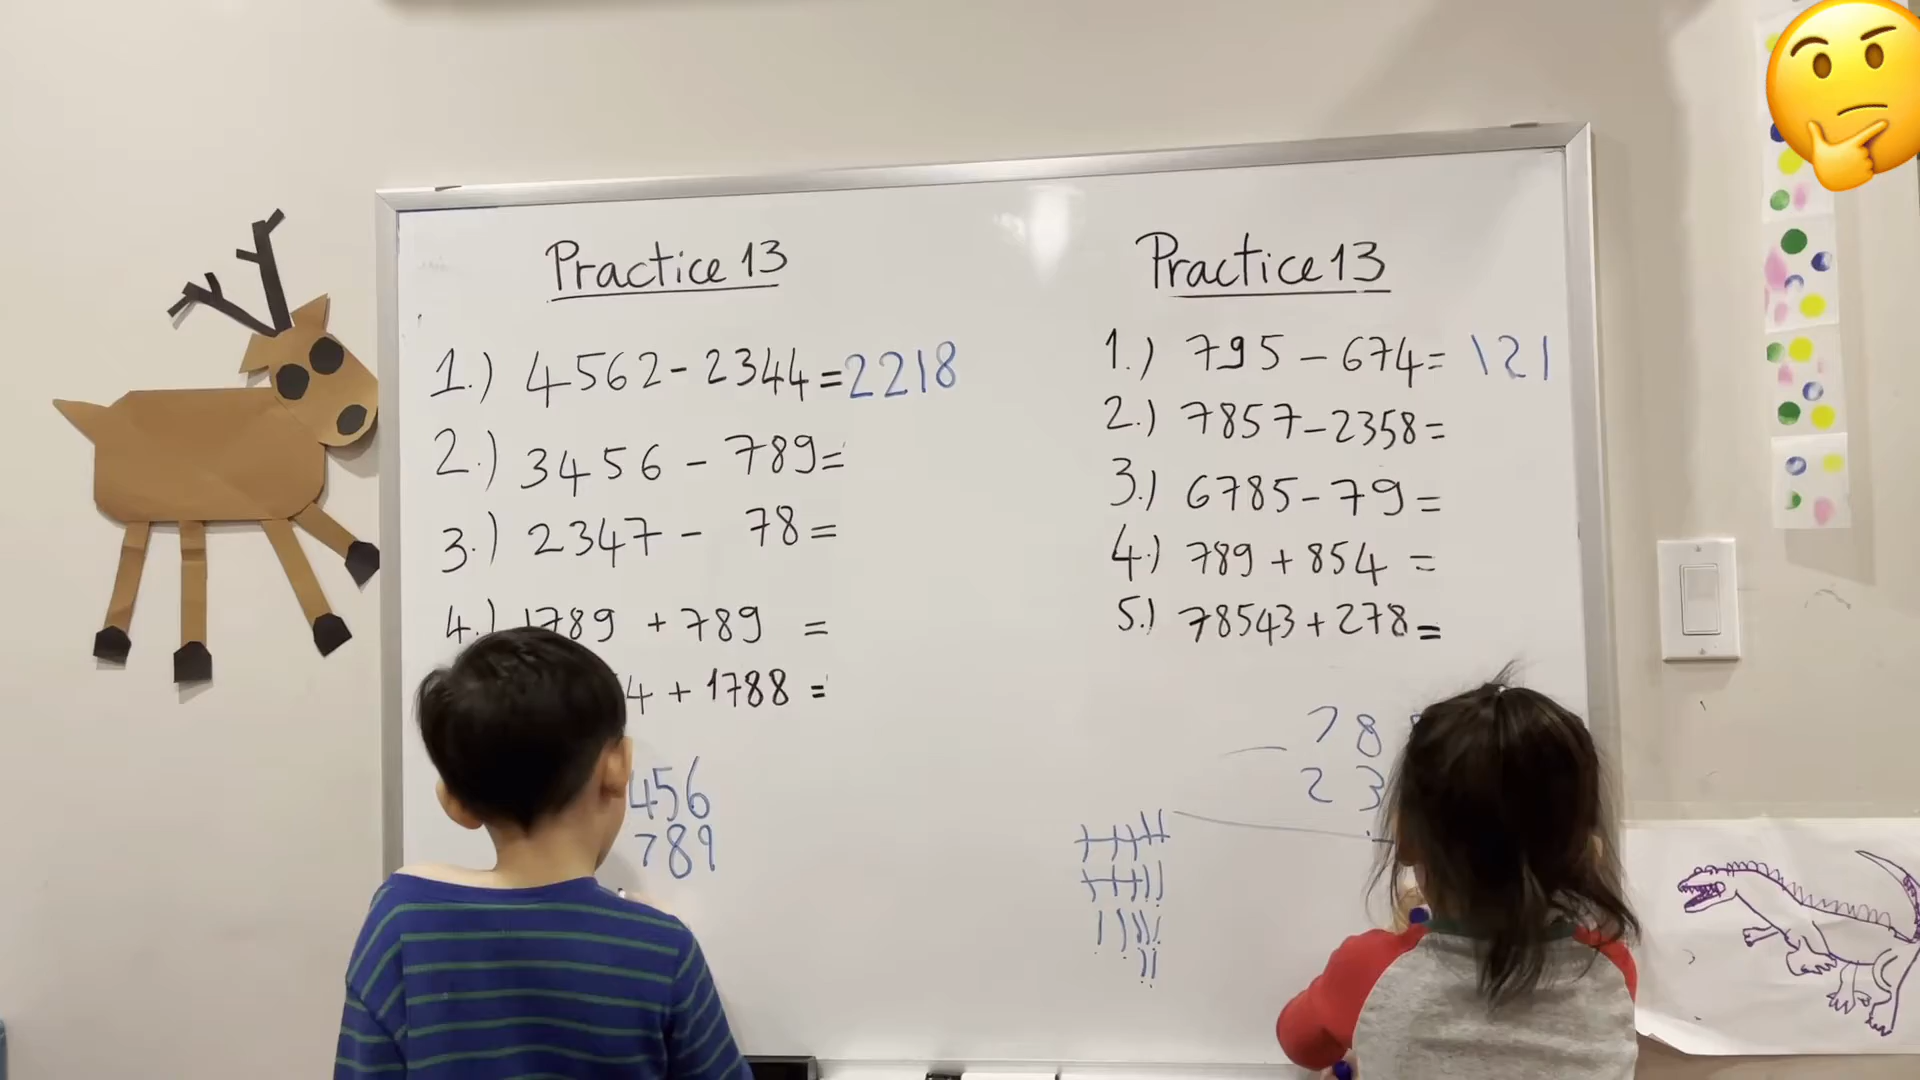 Practice 13
1.) 4562 - 2344 = 2218
2.) 3456 - 789 =
3.) 2347 - 78 =
4.) 1789 + 789 =
4 + 1788 =
456
789
Practice 13
1.) 795 - 674 = 121
2.) 7857 - 2358 =
3.) 6785 - 79 =
4.) 789 + 854 =
5.) 78543 + 278 =
78
- 
23